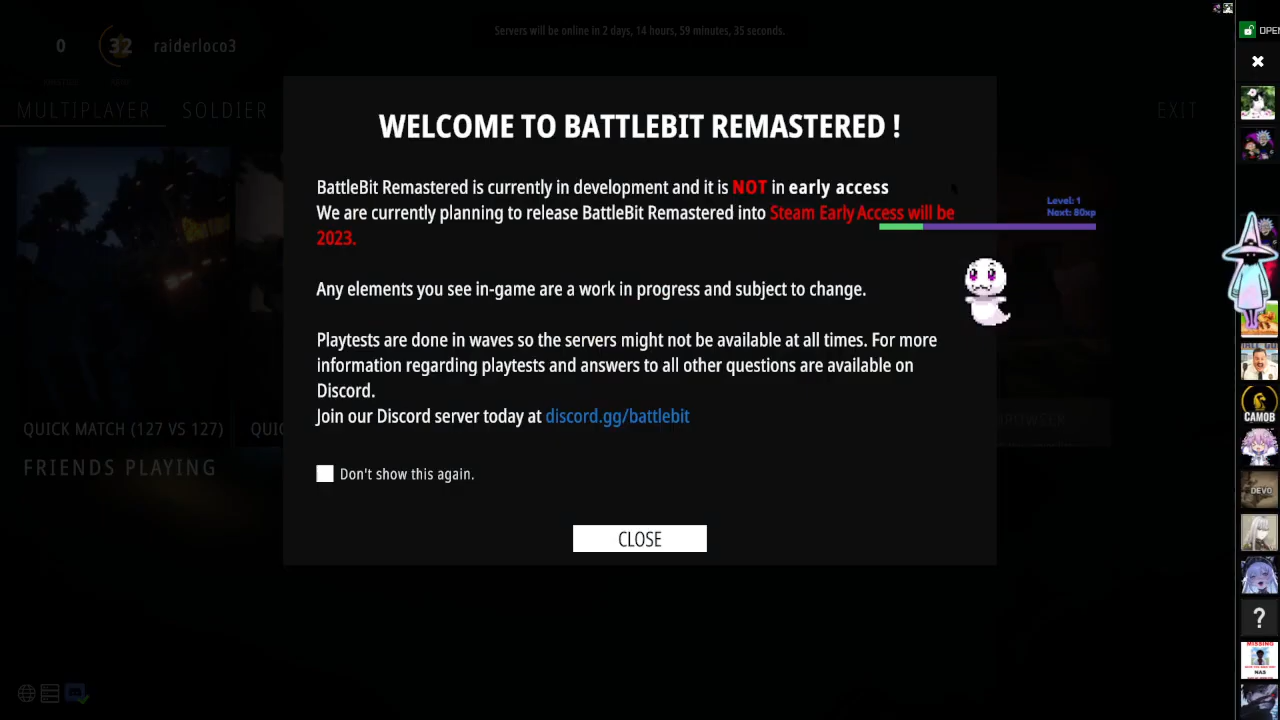 Servers will be online in 2 days, 14 hours, 59 minutes, 35 seconds.
0
32
raiderloco3
OPEN
MULTIPLAYER
SOLDIER
EXIT
WELCOME TO BATTLEBIT REMASTERED !
BattleBit Remastered is currently in development and it is NOT in early access
We are currently planning to release BattleBit Remastered into Steam Early Access will be
2023.
Level: 1
Next: 80xp
Any elements you see in-game are a work in progress and subject to change.
Playtests are done in waves so the servers might not be available at all times. For more
information regarding playtests and answers to all other questions are available on
Discord.
Join our Discord server today at discord.gg/battlebit
QUICK MATCH (127 VS 127)
FRIENDS PLAYING
Don't show this again.
CLOSE
CAMOB
DEVO
?
MISSING
NAS